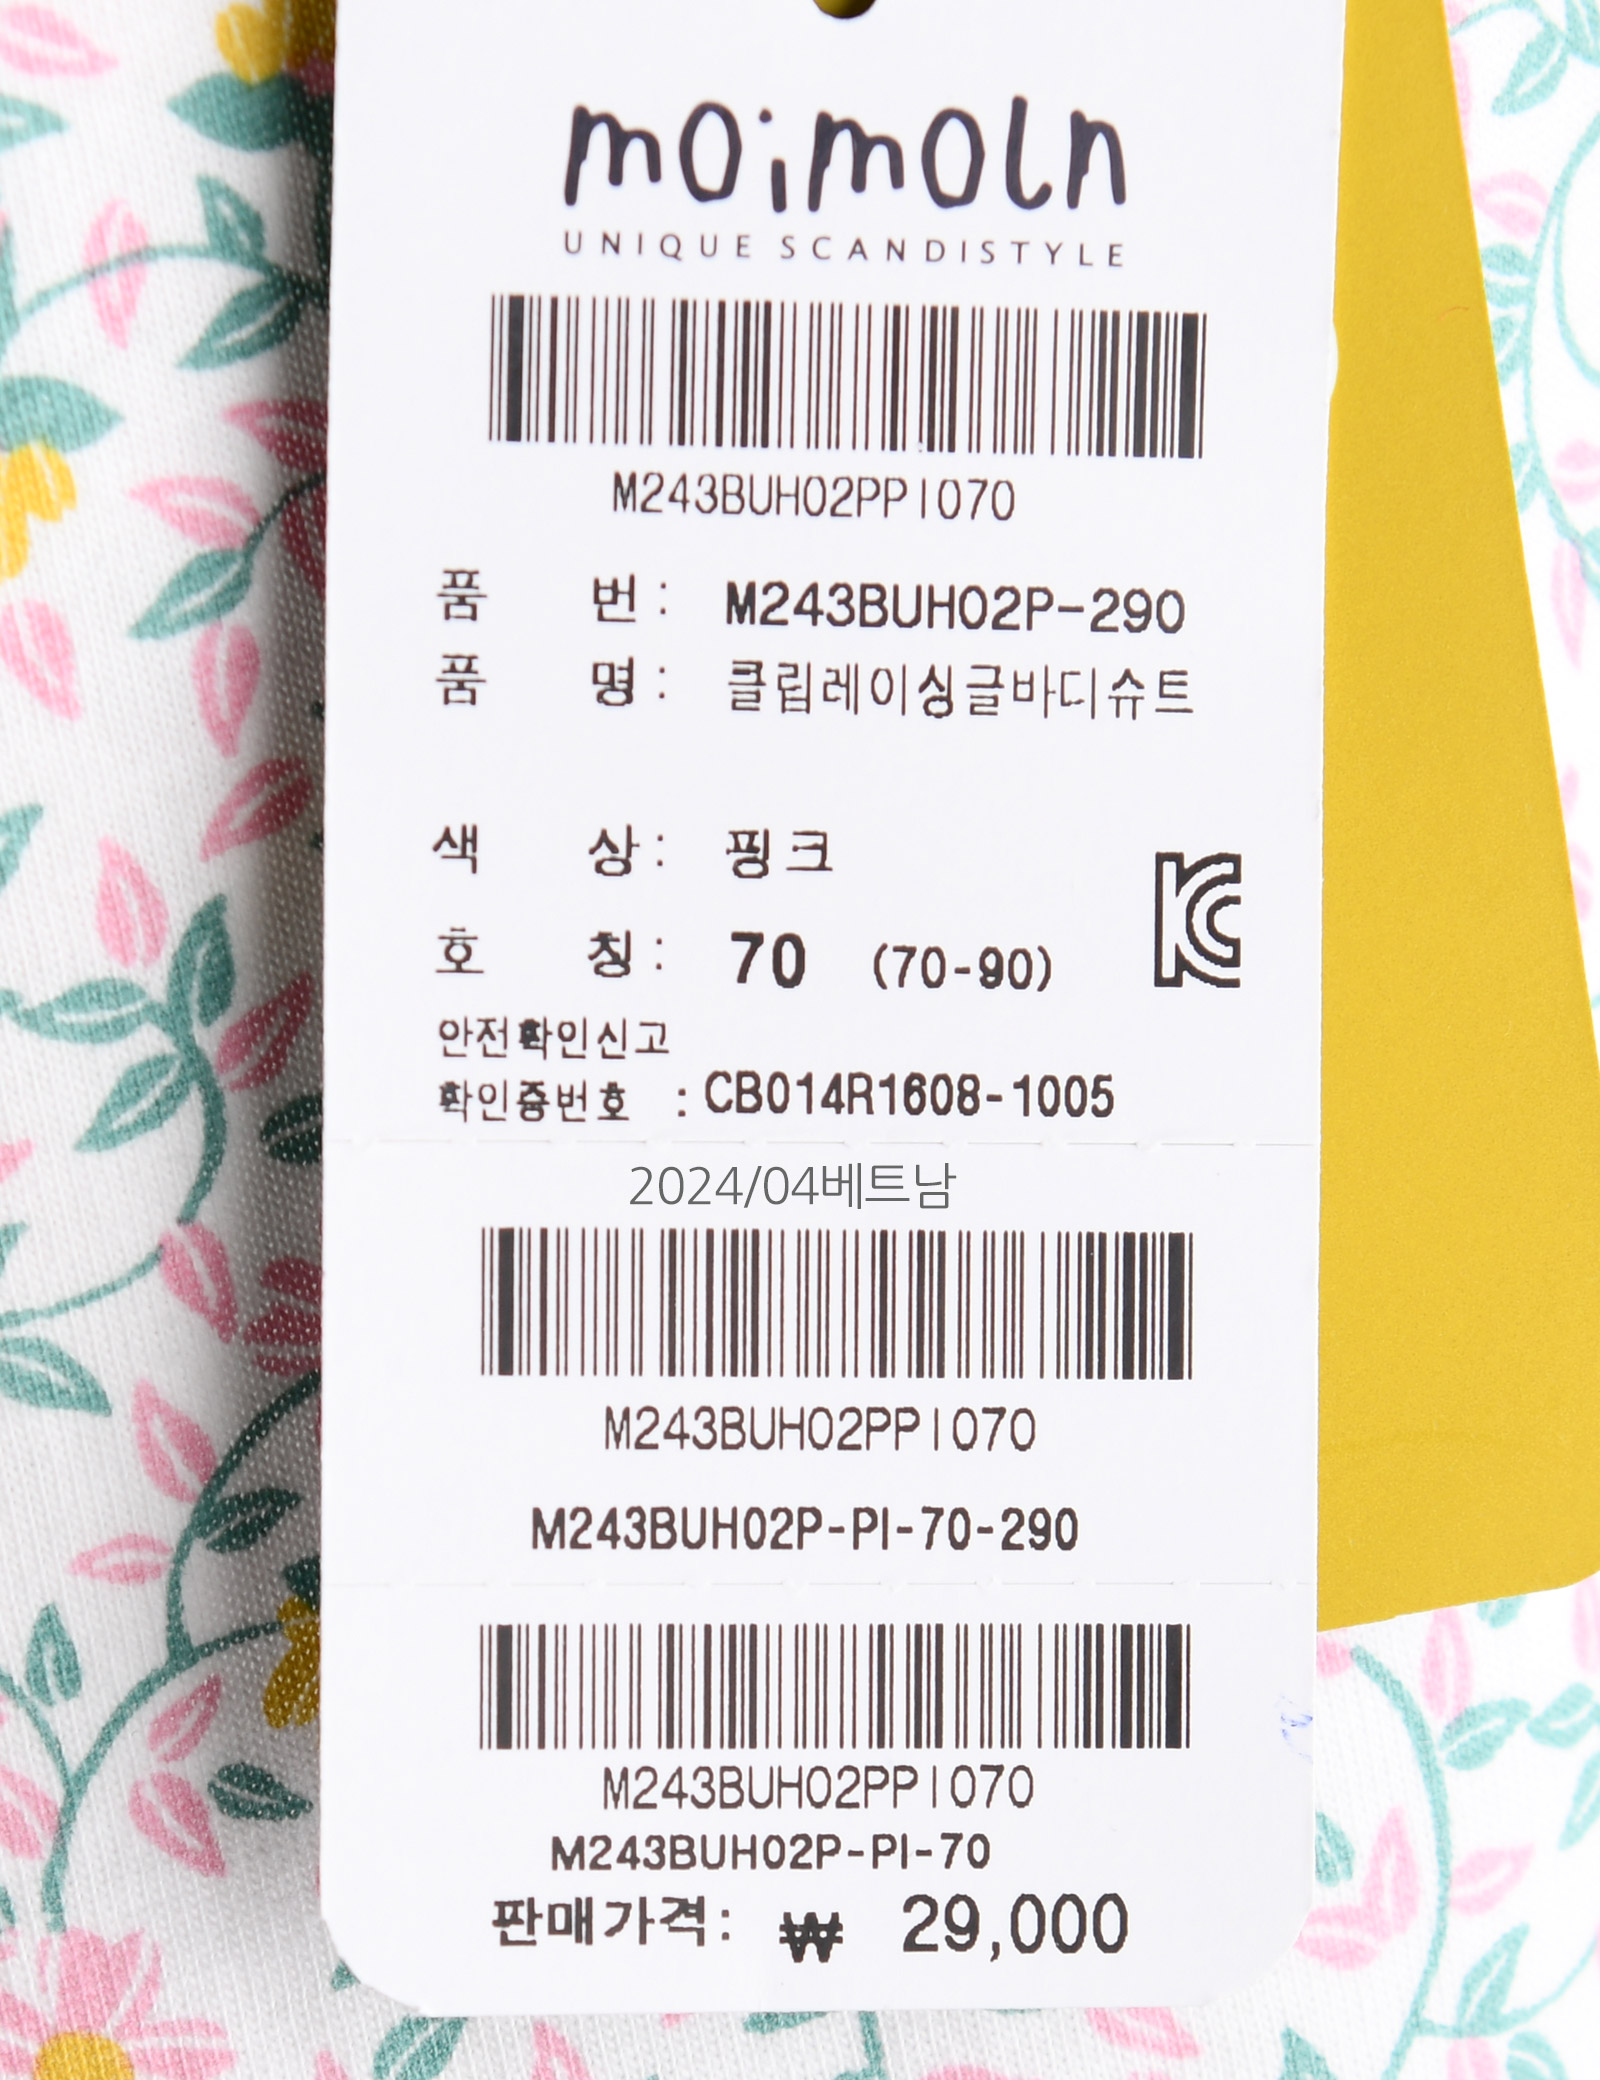 moimoln
UNIQUE SCANDISTYLE
M243BUH02PPI070
품 번 : M243BUH02P-290
품 명 : 클립레이싱글바디슈트
색 상 : 핑크
호 칭 : 70 (70-90)
안전확인신고
확인증번호 : CB014R1608-1005
2024/04베트남
M243BUH02PPI070
M243BUH02P-PI-70-290
M243BUH02PPI070
M243BUH02P-PI-70
판매가격: ₩ 29,000